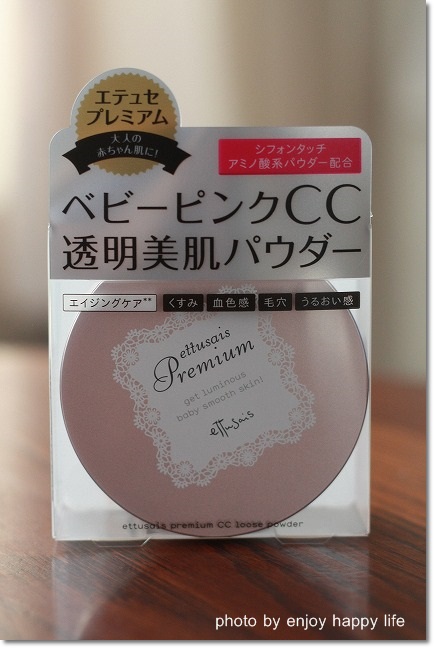 エテュセ
プレミアム
大人の
赤ちゃん肌に!
シフォンタッチ
アミノ酸系パウダー配合
ベビーピンクCC
透明美肌パウダー
エイジングケア** くすみ 血色感 毛穴 うるおい感
ettusais
Premium
get luminous
baby smooth skin!
ettusais
ettusais premium CC loose powder
photo by enjoy happy life